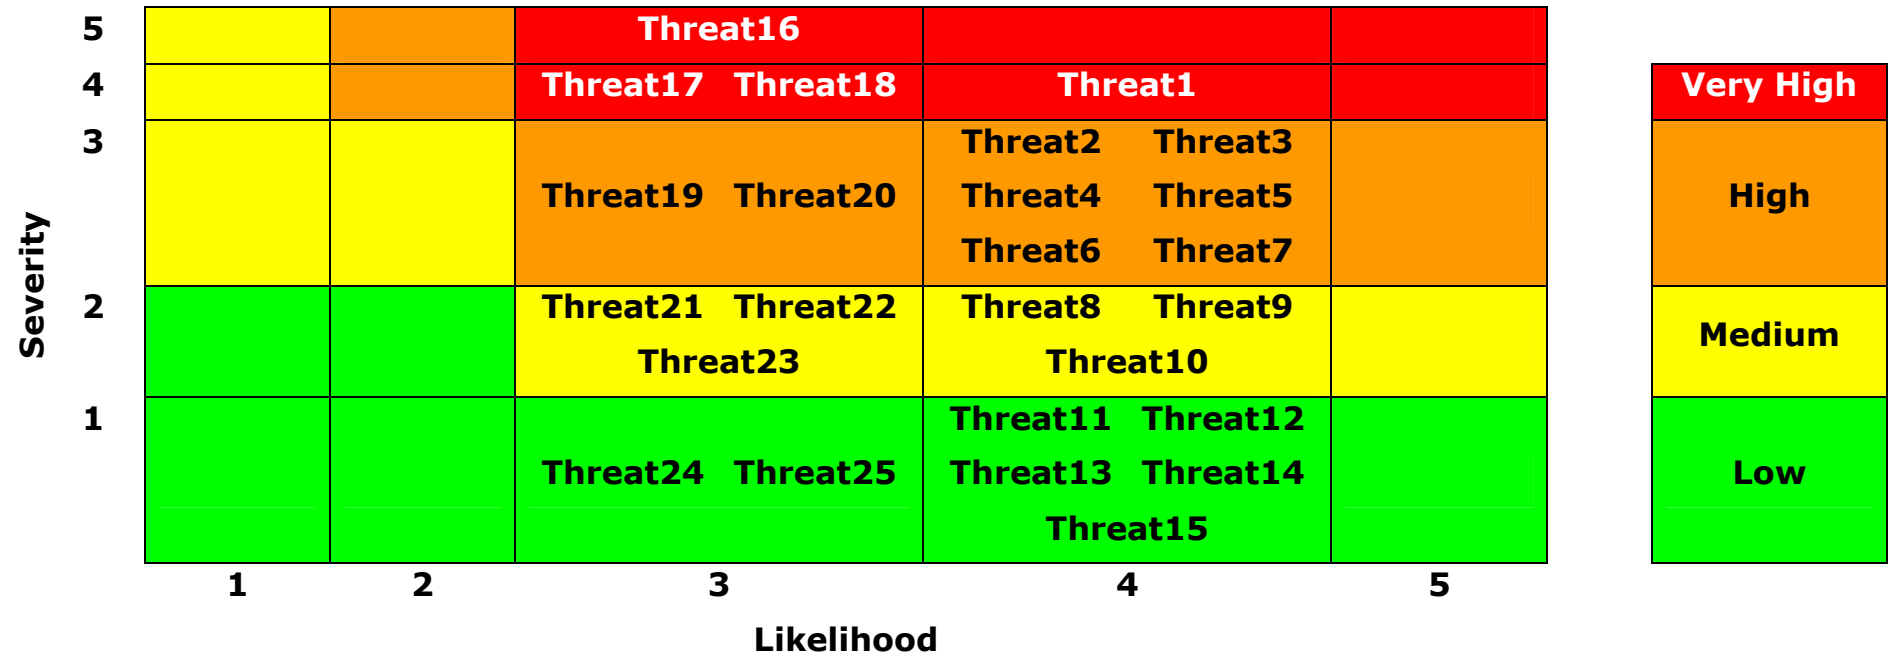 5 Threat16
4 Threat17 Threat18 Threat1 Very High
3 Threat2 Threat3
Threat19 Threat20 Threat4 Threat5 High
Threat6 Threat7
Severity
2 Threat21 Threat22 Threat8 Threat9
Medium
Threat23 Threat10
1 Threat11 Threat12
Threat24 Threat25 Threat13 Threat14 Low
Threat15
1 2 3 4 5
Likelihood